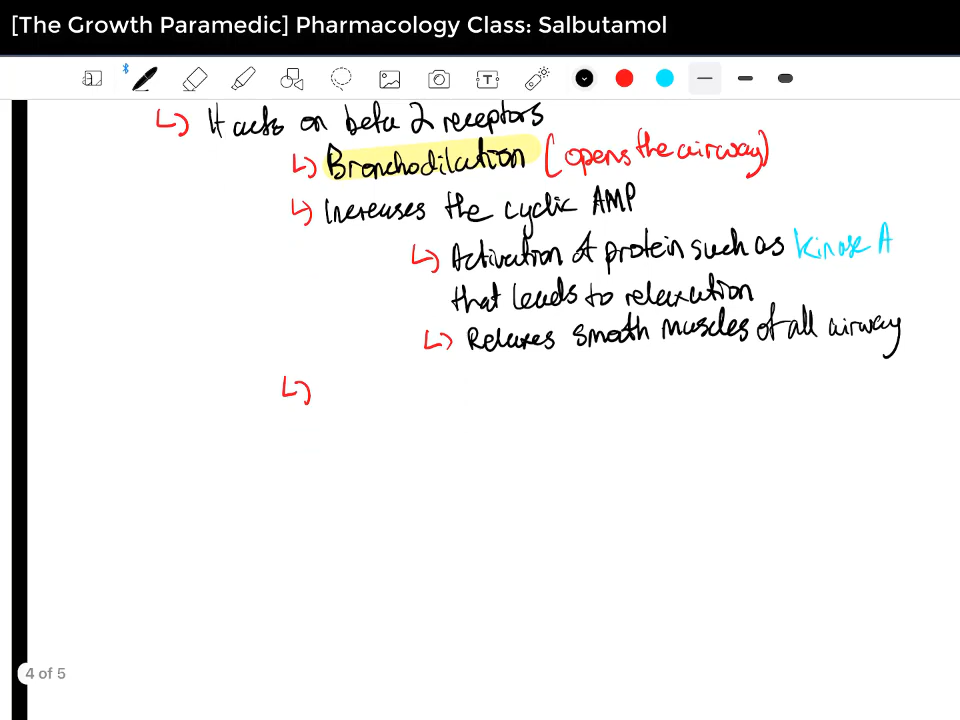 [The Growth Paramedic] Pharmacology Class: Salbutamol
It acts on beta 2 receptors
Bronchodilation (opens the airway)
Increases the cyclic AMP
Activation of protein such as kinase A
that leads to relaxation
Relaxes smooth muscles of all airway
4 of 5